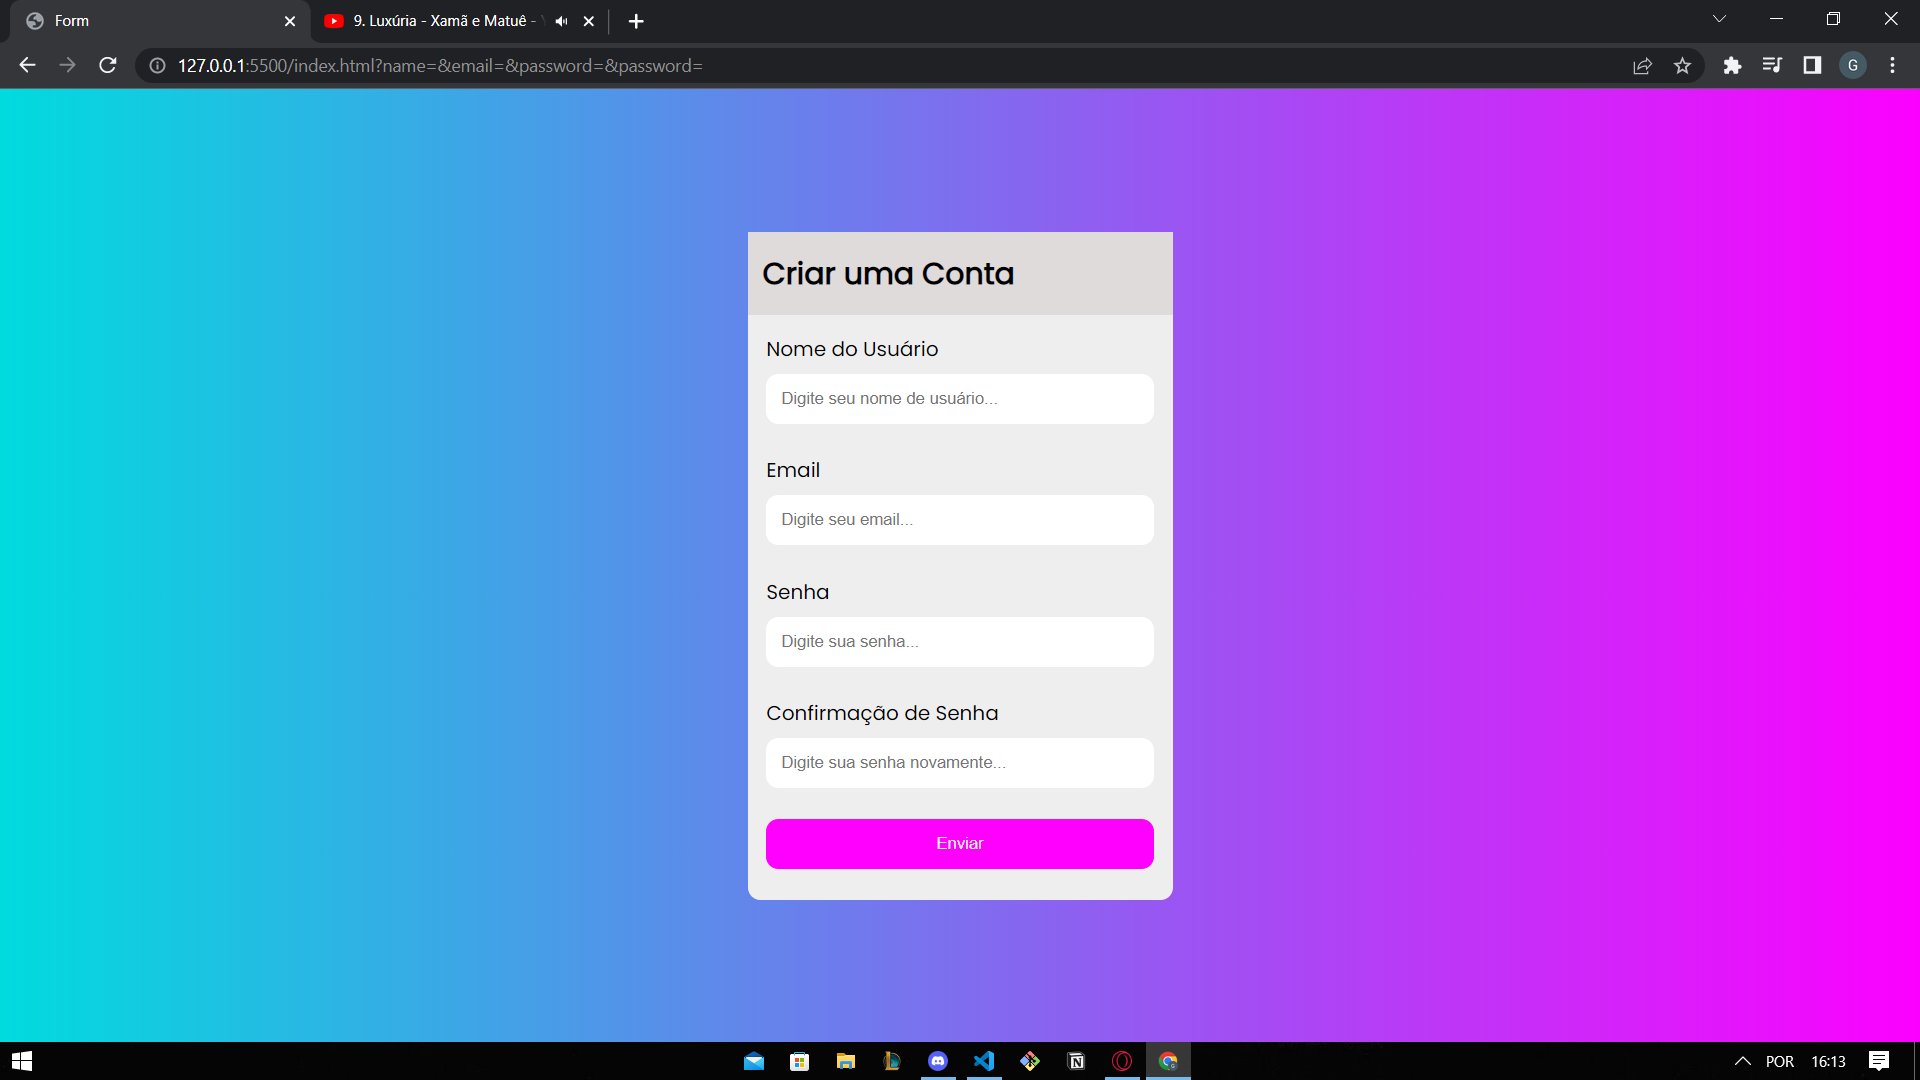 Form
9. Luxúria - Xamã e Matuê -
127.0.0.1:5500/index.html?name=&email=&password=&password=
G
Criar uma Conta
Nome do Usuário
Digite seu nome de usuário...
Email
Digite seu email...
Senha
Digite sua senha...
Confirmação de Senha
Digite sua senha novamente...
Enviar
POR
16:13